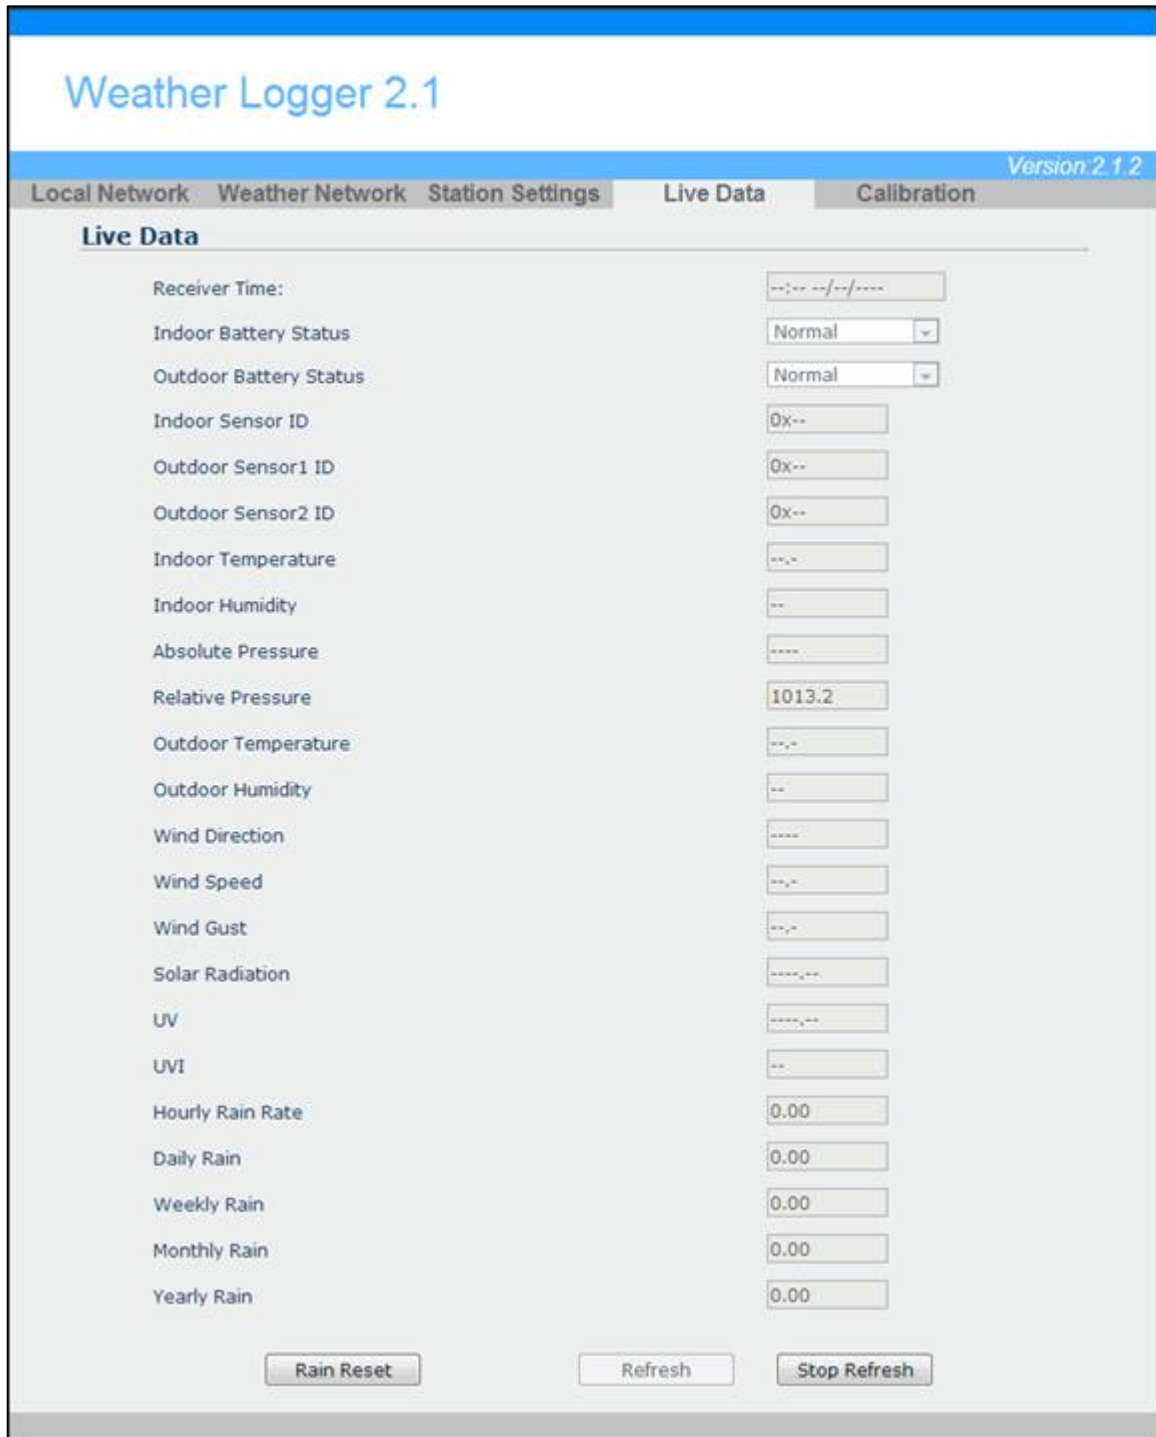 Weather Logger 2.1
Version:2.1.2
Local Network Weather Network Station Settings Live Data Calibration
Live Data
Receiver Time: --:-- --/--/----
Indoor Battery Status Normal
Outdoor Battery Status Normal
Indoor Sensor ID 0x--
Outdoor Sensor1 ID 0x--
Outdoor Sensor2 ID 0x--
Indoor Temperature --.-
Indoor Humidity --
Absolute Pressure ----
Relative Pressure 1013.2
Outdoor Temperature --.-
Outdoor Humidity --
Wind Direction ----
Wind Speed --.-
Wind Gust --.-
Solar Radiation ----.--
UV ----.--
UVI --
Hourly Rain Rate 0.00
Daily Rain 0.00
Weekly Rain 0.00
Monthly Rain 0.00
Yearly Rain 0.00
Rain Reset Refresh Stop Refresh